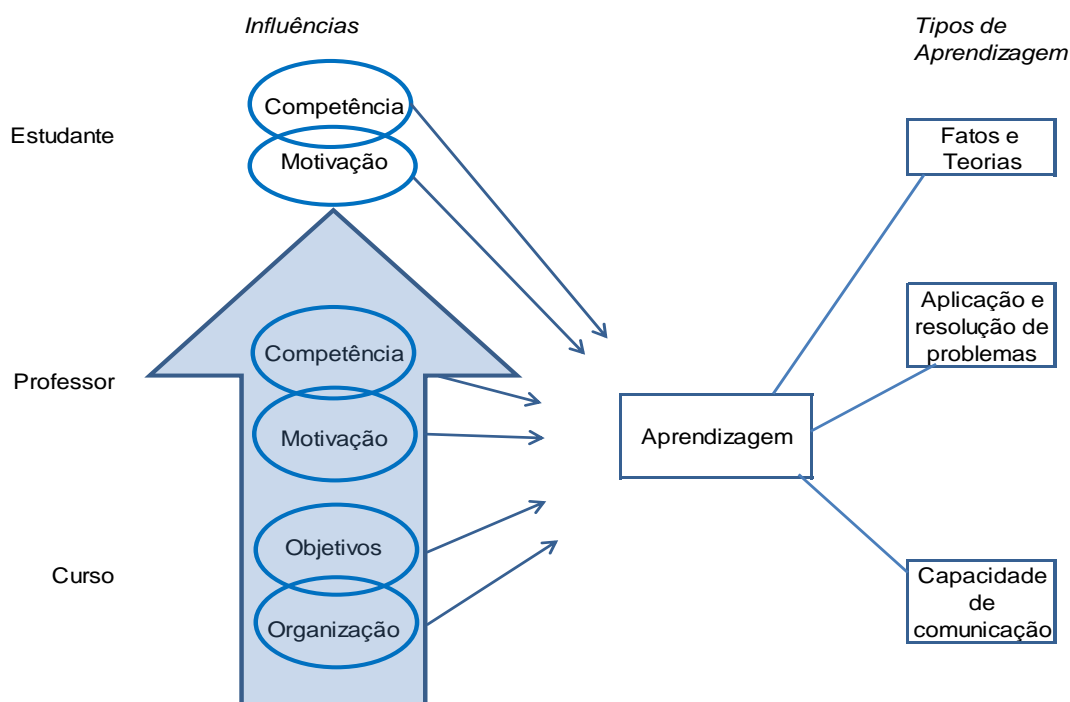 Influências
Tipos de
Aprendizagem
Estudante
Competência
Motivação
Fatos e
Teorias
Aplicação e
resolução de
problemas
Professor
Competência
Motivação
Aprendizagem
Curso
Objetivos
Organização
Capacidade
de
comunicação